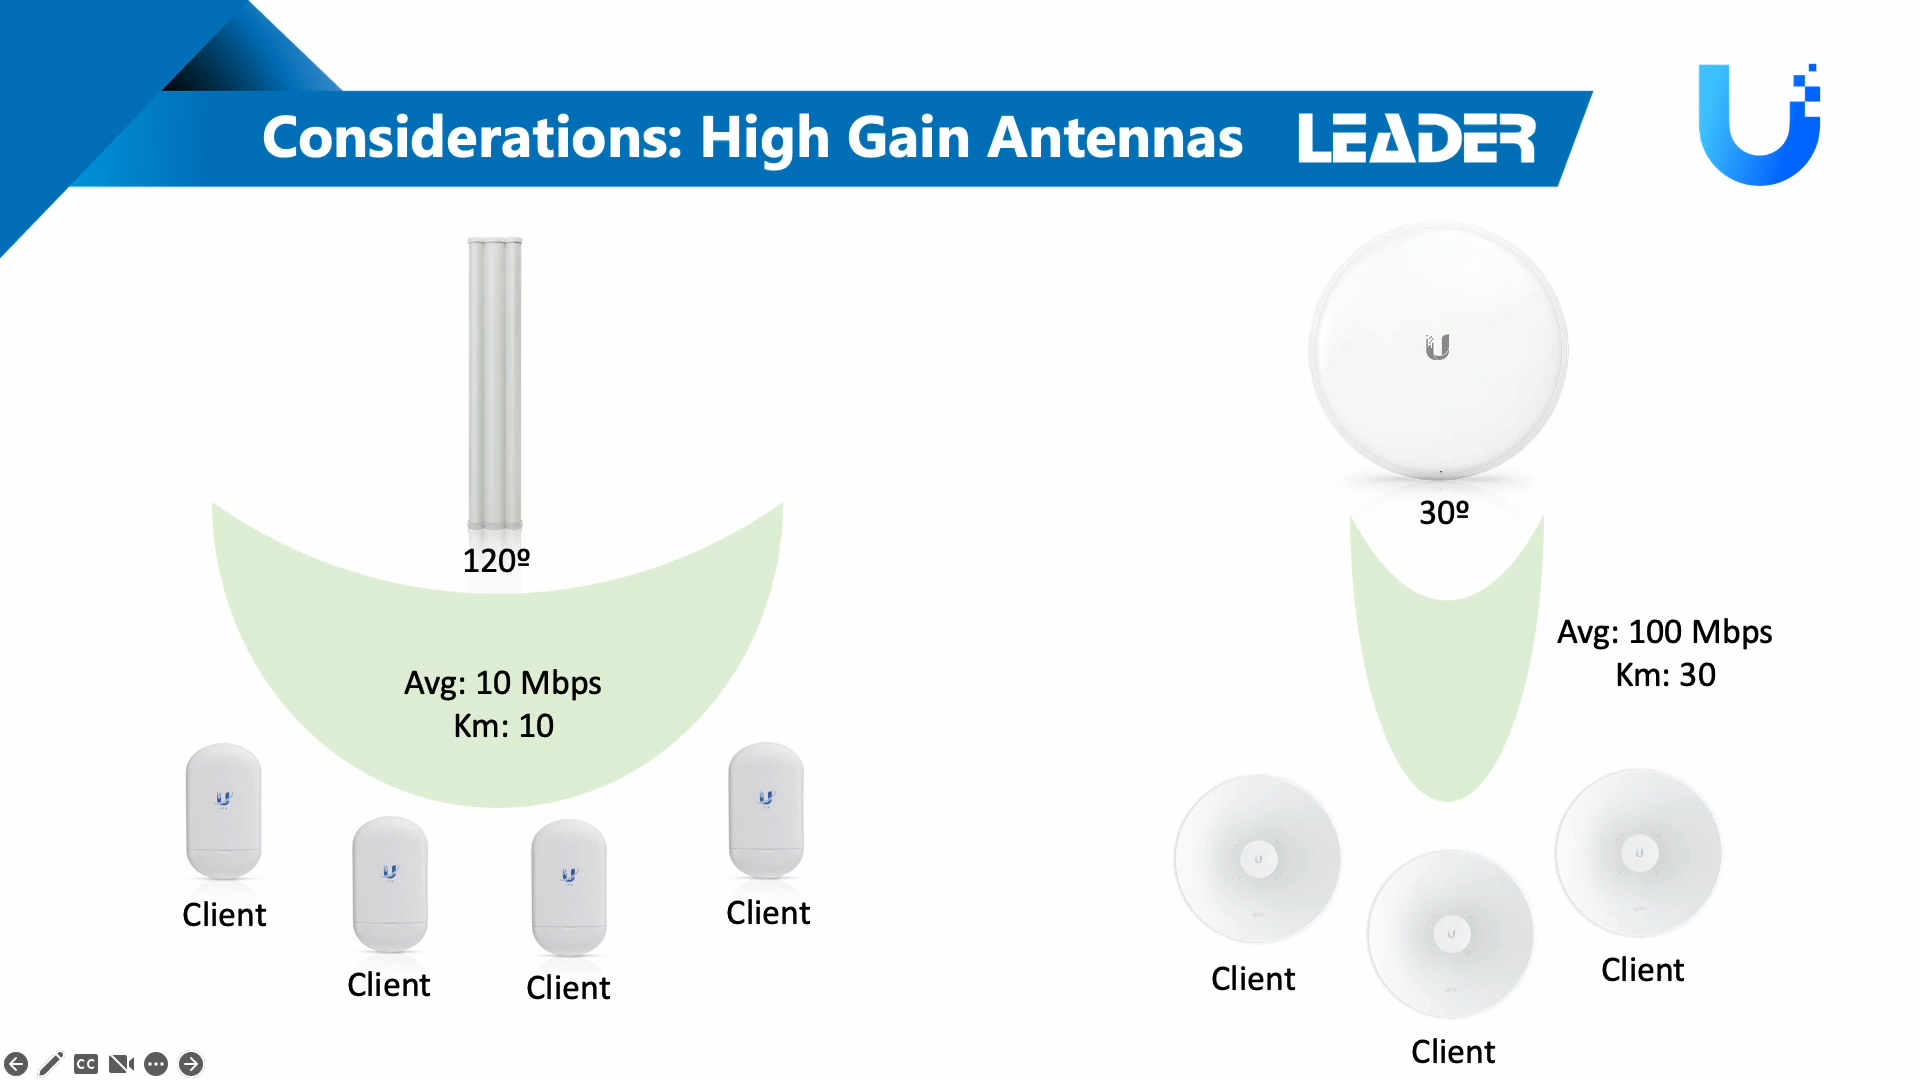 Considerations: High Gain Antennas
LEADER
120º
Avg: 10 Mbps
Km: 10
Client
Client
Client
Client
30º
Avg: 100 Mbps
Km: 30
Client
Client
Client
CC